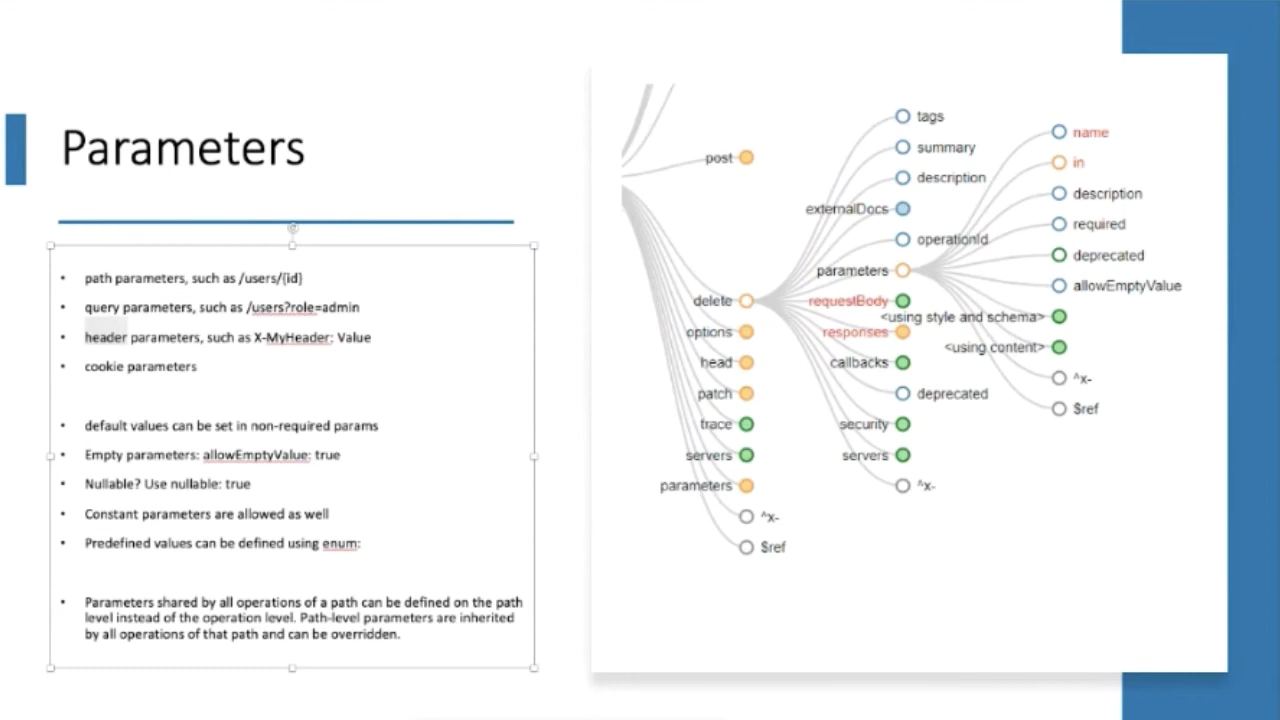 Parameters
• path parameters, such as /users/{id}
• query parameters, such as /users?role=admin
• header parameters, such as X-MyHeader: Value
• cookie parameters
• default values can be set in non-required params
• Empty parameters: allowEmptyValue: true
• Nullable? Use nullable: true
• Constant parameters are allowed as well
• Predefined values can be defined using enum:
• Parameters shared by all operations of a path can be defined on the path
level instead of the operation level. Path-level parameters are inherited
by all operations of that path and can be overridden.
post
delete
options
head
patch
trace
servers
parameters
^x-
$ref
tags
summary
description
externalDocs
operationId
parameters
requestBody
responses
callbacks
deprecated
security
servers
^x-
name
in
description
required
deprecated
allowEmptyValue
<using style and schema>
<using content>
^x-
$ref